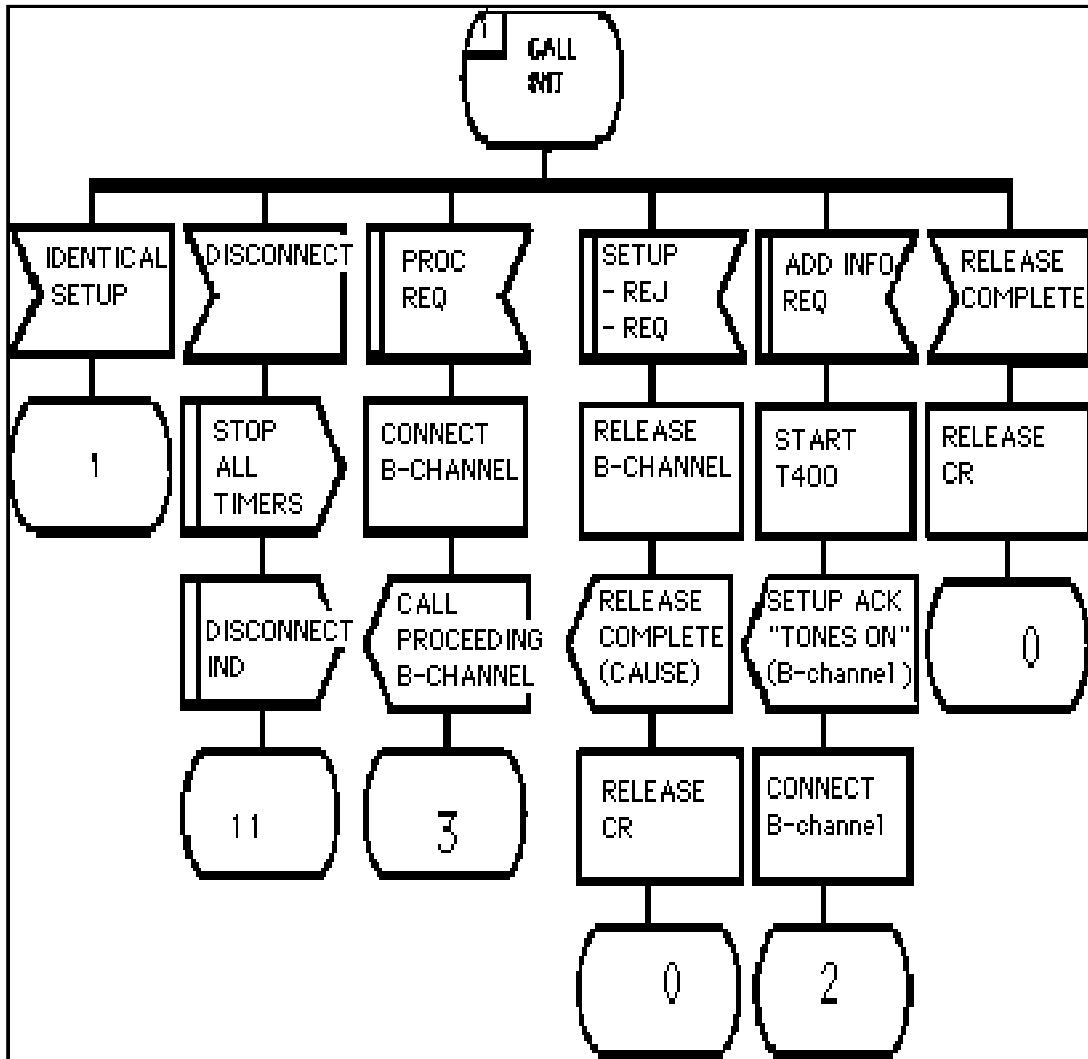 1
CALL
INIT
IDENTICAL
SETUP
1
DISCONNECT
STOP
ALL
TIMERS
DISCONNECT
IND
11
PROC
REQ
CONNECT
B-CHANNEL
CALL
PROCEEDING
B-CHANNEL
3
SETUP
- REJ
- REQ
RELEASE
B-CHANNEL
RELEASE
COMPLETE
(CAUSE)
RELEASE
CR
0
ADD INFO
REQ
START
T400
SETUP ACK
"TONES ON"
(B-channel)
CONNECT
B-channel
2
RELEASE
COMPLETE
RELEASE
CR
0